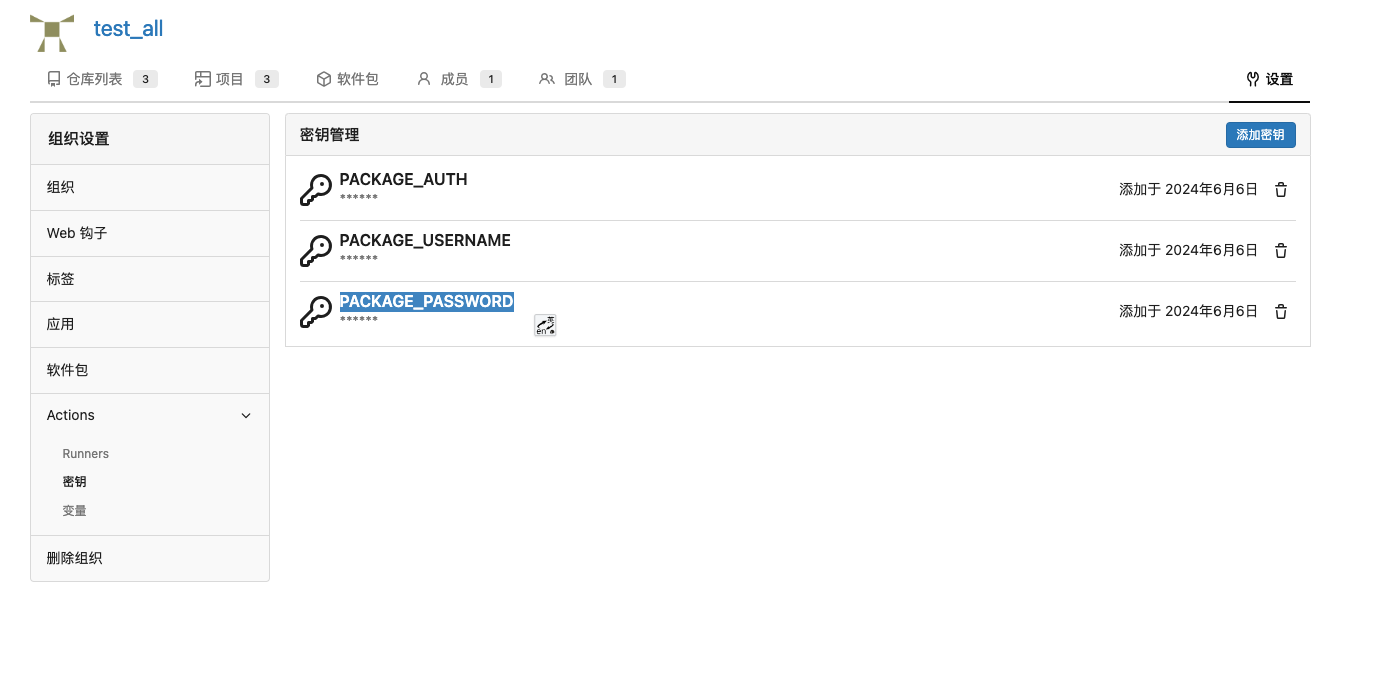 test_all
仓库列表 3 项目 3 软件包 成员 1 团队 1 设置
组织设置
组织
Web 钩子
标签
应用
软件包
Actions
Runners
密钥
变量
删除组织
密钥管理 添加密钥
PACKAGE_AUTH
******
添加于 2024年6月6日
PACKAGE_USERNAME
******
添加于 2024年6月6日
PACKAGE_PASSWORD
******
添加于 2024年6月6日
英
en